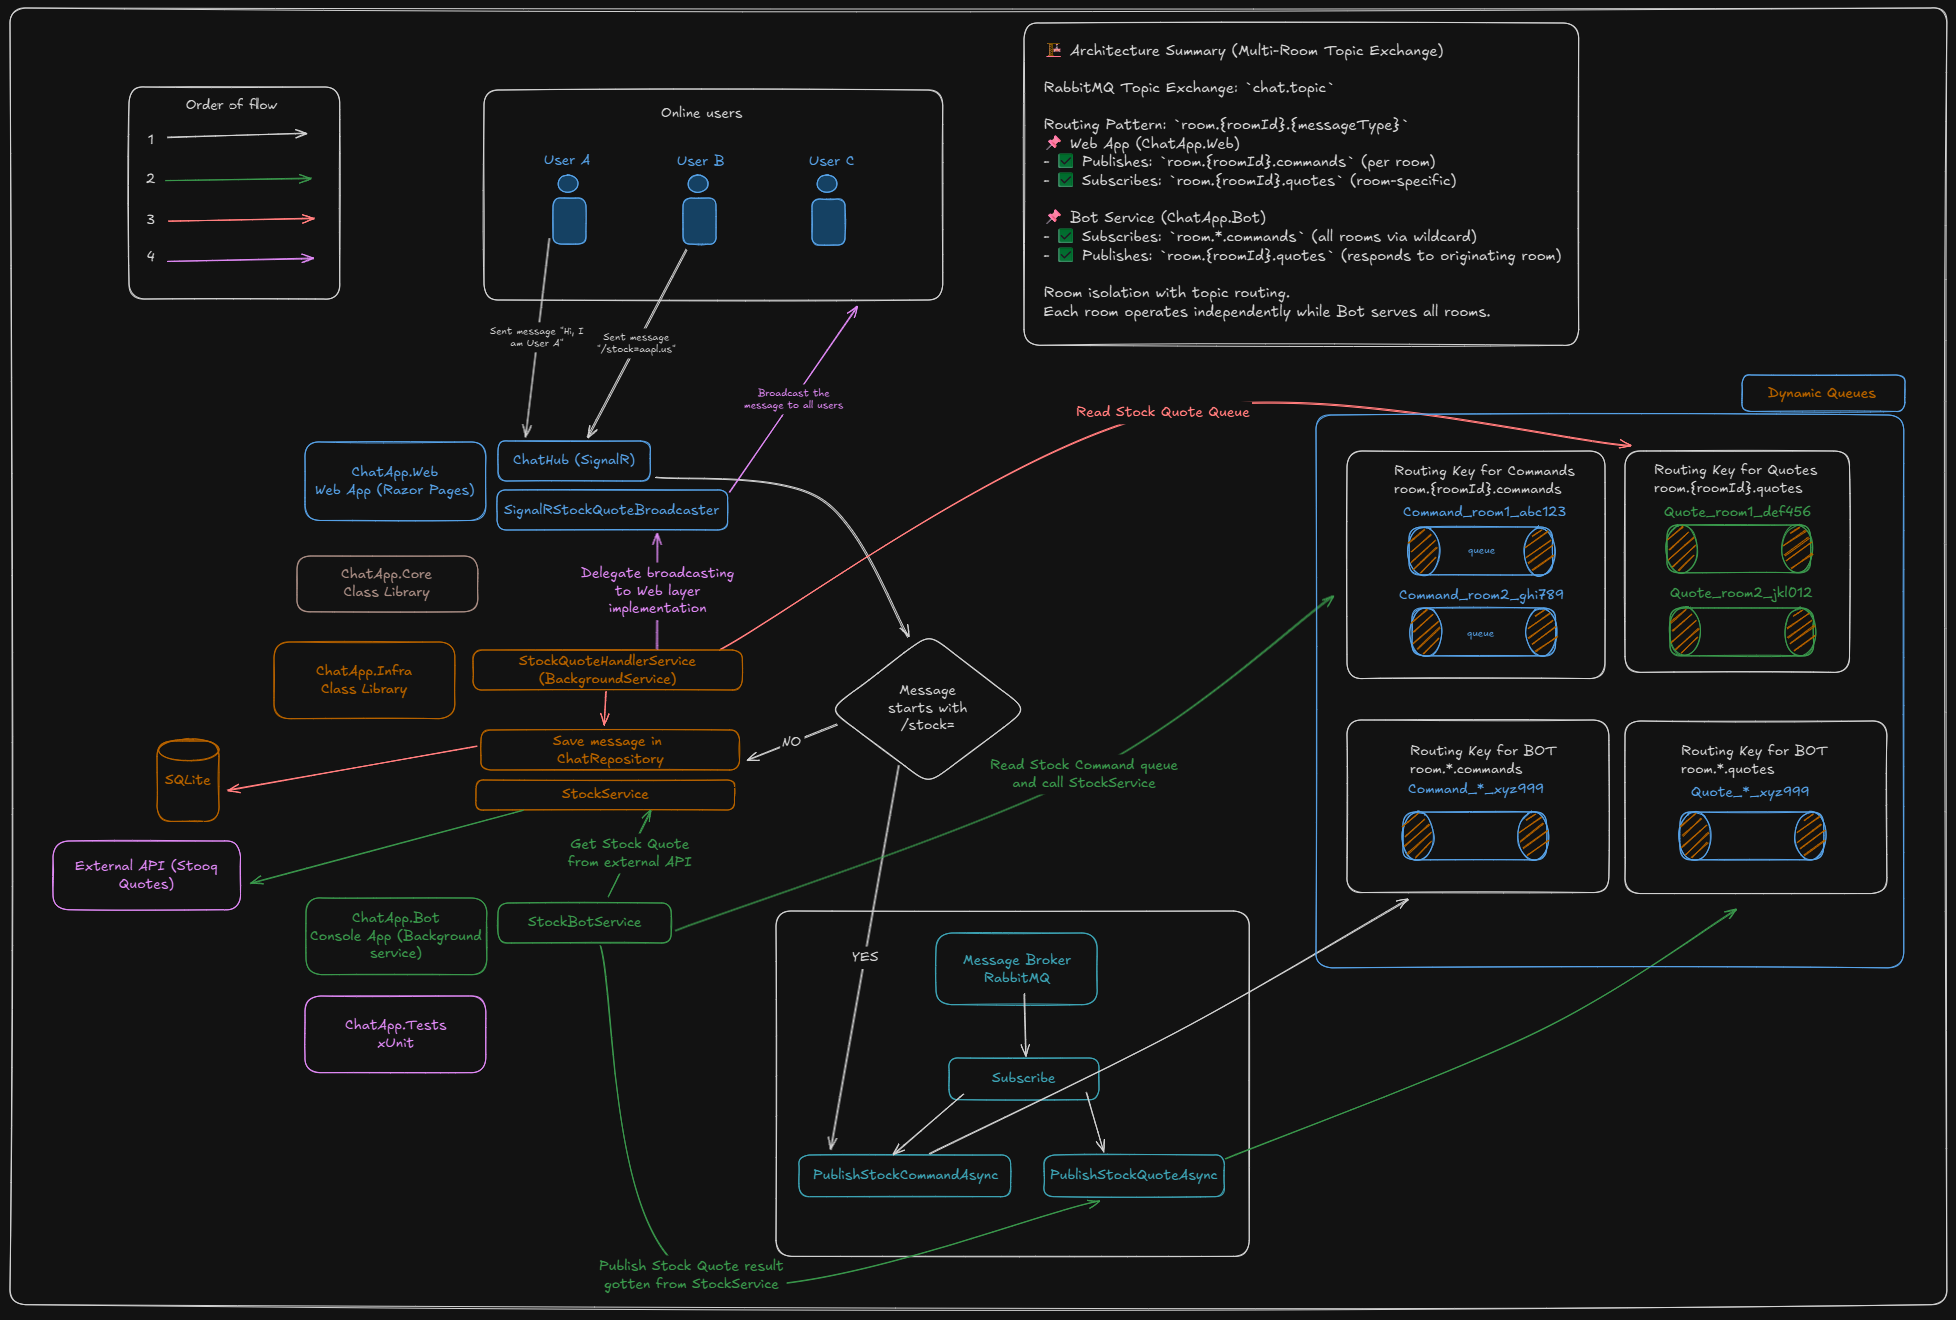 Order of flow
1
2
3
4
Online users
User A
User B
User C
Sent message "Hi, I
am User A"
Sent message
"/stock=aapl.us"
Broadcast the
message to all users
Architecture Summary (Multi-Room Topic Exchange)
RabbitMQ Topic Exchange: `chat.topic`
Routing Pattern: `room.{roomId}.{messageType}`
Web App (ChatApp.Web)
- ✅ Publishes: `room.{roomId}.commands` (per room)
- ✅ Subscribes: `room.{roomId}.quotes` (room-specific)
Bot Service (ChatApp.Bot)
- ✅ Subscribes: `room.*.commands` (all rooms via wildcard)
- ✅ Publishes: `room.{roomId}.quotes` (responds to originating room)
Room isolation with topic routing.
Each room operates independently while Bot serves all rooms.
ChatApp.Web
Web App (Razor Pages)
ChatHub (SignalR)
SignalRStockQuoteBroadcaster
ChatApp.Core
Class Library
Delegate broadcasting
to Web layer
implementation
ChatApp.Infra
Class Library
StockQuoteHandlerService
(BackgroundService)
Save message in
ChatRepository
StockService
SQLite
External API (Stooq
Quotes)
Get Stock Quote
from external API
ChatApp.Bot
Console App (Background
service)
StockBotService
ChatApp.Tests
xUnit
Message
starts with
/stock=
NO
YES
Read Stock Quote Queue
Read Stock Command queue
and call StockService
Message Broker
RabbitMQ
Subscribe
PublishStockCommandAsync
PublishStockQuoteAsync
Publish Stock Quote result
gotten from StockService
Dynamic Queues
Routing Key for Commands
room.{roomId}.commands
Command_room1_abc123
queue
Command_room2_ghi789
queue
Routing Key for Quotes
room.{roomId}.quotes
Quote_room1_def456
Quote_room2_jkl012
Routing Key for BOT
room.*.commands
Command_*_xyz999
Routing Key for BOT
room.*.quotes
Quote_*_xyz999